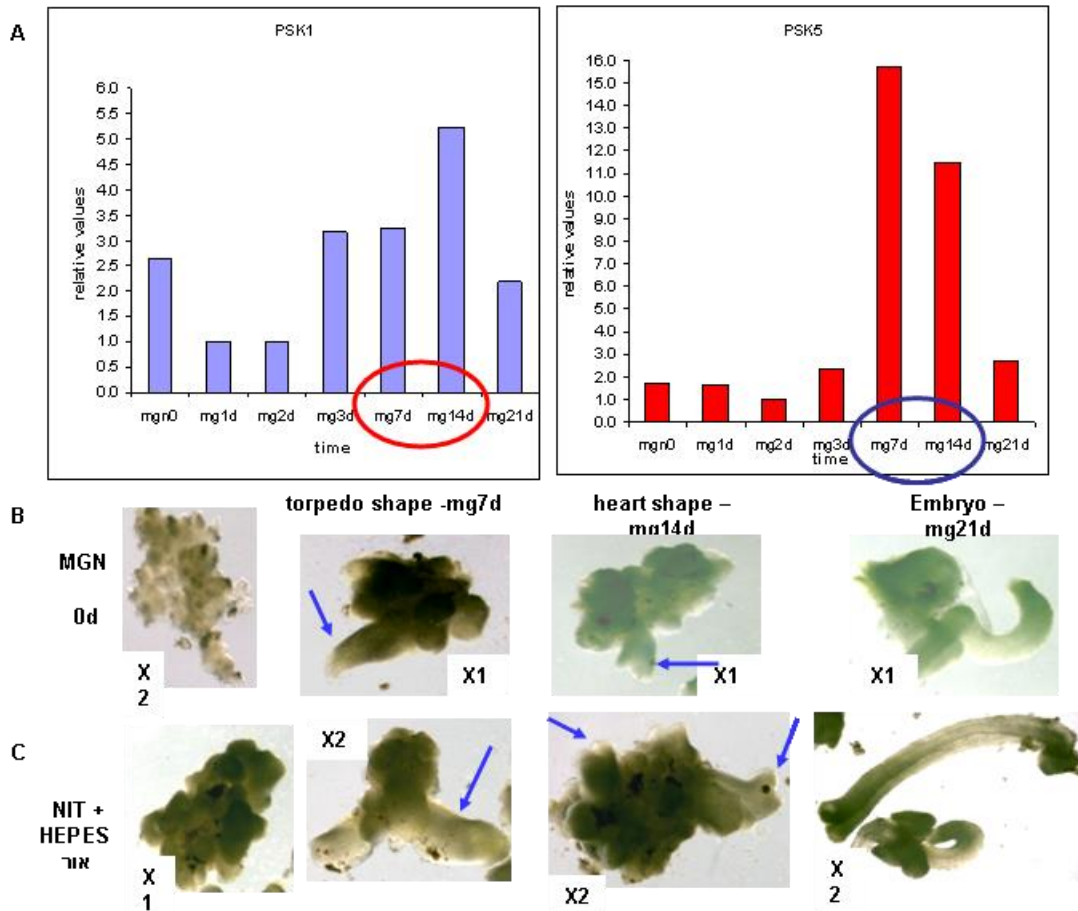 A
PSK1
6.0
5.5
5.0
4.5
4.0
3.5
3.0
2.5
2.0
1.5
1.0
0.5
0.0
relative values
mgn0 mg1d mg2d mg3d mg7d mg14d mg21d
time
PSK5
16.0
15.0
14.0
13.0
12.0
11.0
10.0
9.0
8.0
7.0
6.0
5.0
4.0
3.0
2.0
1.0
0.0
relative values
mgn0 mg1d mg2d mg3d mg7d mg14d mg21d
time
B
torpedo shape -mg7d
heart shape –
mg14d
Embryo –
mg21d
MGN
0d
X
2
X1
X1
X1
C
NIT +
HEPES
אור
X
1
X2
X2
X
2